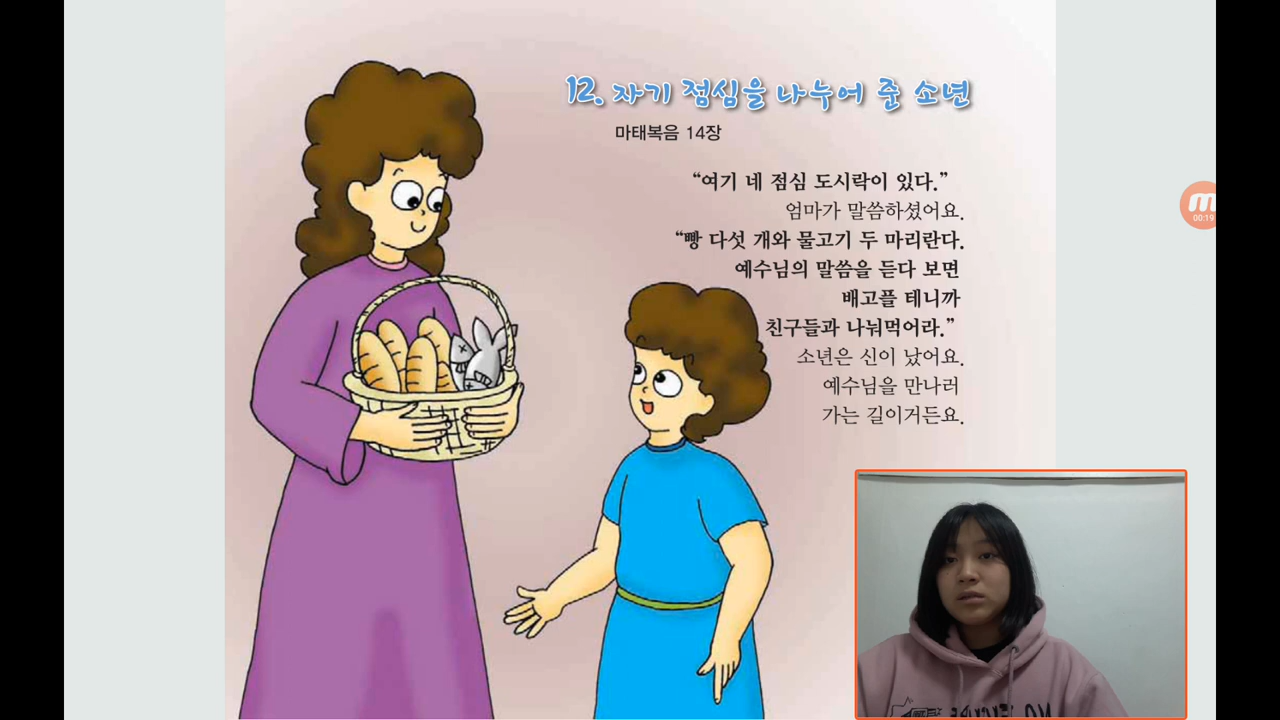 12. 자기 점심을 나누어 준 소년
마태복음 14장
“여기 네 점심 도시락이 있다.”
엄마가 말씀하셨어요.
“빵 다섯 개와 물고기 두 마리란다.
예수님의 말씀을 듣다 보면
배고플 테니까
친구들과 나눠먹어라.”
소년은 신이 났어요.
예수님을 만나러
가는 길이거든요.
00:19